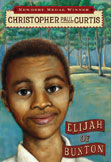 NEWBERY MEDAL WINNER
CHRISTOPHER PAUL CURTIS
ELIJAH
OF
BUXTON